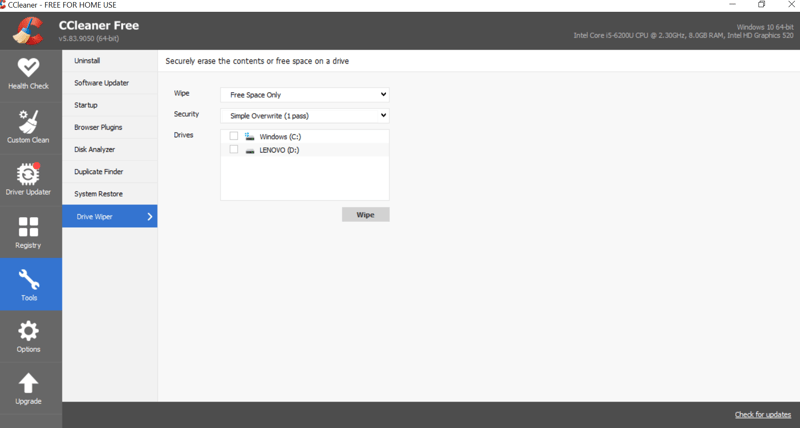 CCleaner - FREE FOR HOME USE
CCleaner Free
v5.83.9050 (64-bit)
Windows 10 64-bit
Intel Core i5-6200U CPU @ 2.30GHz, 8.0GB RAM, Intel HD Graphics 520
Health Check
Custom Clean
Driver Updater
Registry
Tools
Options
Upgrade
Uninstall
Software Updater
Startup
Browser Plugins
Disk Analyzer
Duplicate Finder
System Restore
Drive Wiper
Securely erase the contents or free space on a drive
Wipe
Free Space Only
Security
Simple Overwrite (1 pass)
Drives
Windows (C:)
LENOVO (D:)
Wipe
Check for updates